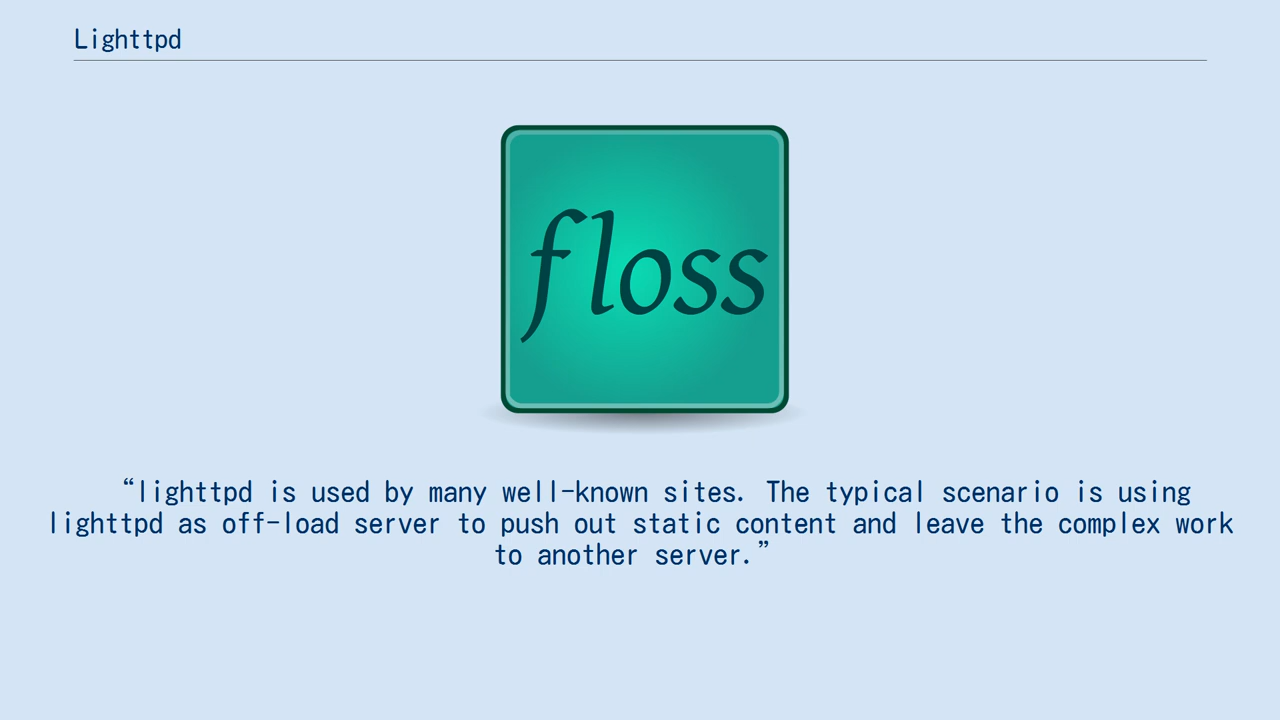 Lighttpd
floss
“lighttpd is used by many well-known sites. The typical scenario is using
lighttpd as off-load server to push out static content and leave the complex work
to another server.”